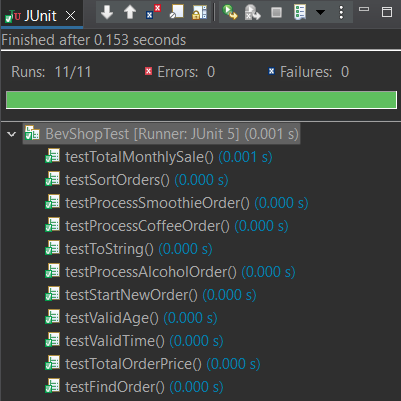 JUnit
Finished after 0.153 seconds
Runs: 11/11 Errors: 0 Failures: 0
BevShopTest [Runner: JUnit 5] (0.001 s)
testTotalMonthlySale() (0.001 s)
testSortOrders() (0.000 s)
testProcessSmoothieOrder() (0.000 s)
testProcessCoffeeOrder() (0.000 s)
testToString() (0.000 s)
testProcessAlcoholOrder() (0.000 s)
testStartNewOrder() (0.000 s)
testValidAge() (0.000 s)
testValidTime() (0.000 s)
testTotalOrderPrice() (0.000 s)
testFindOrder() (0.000 s)